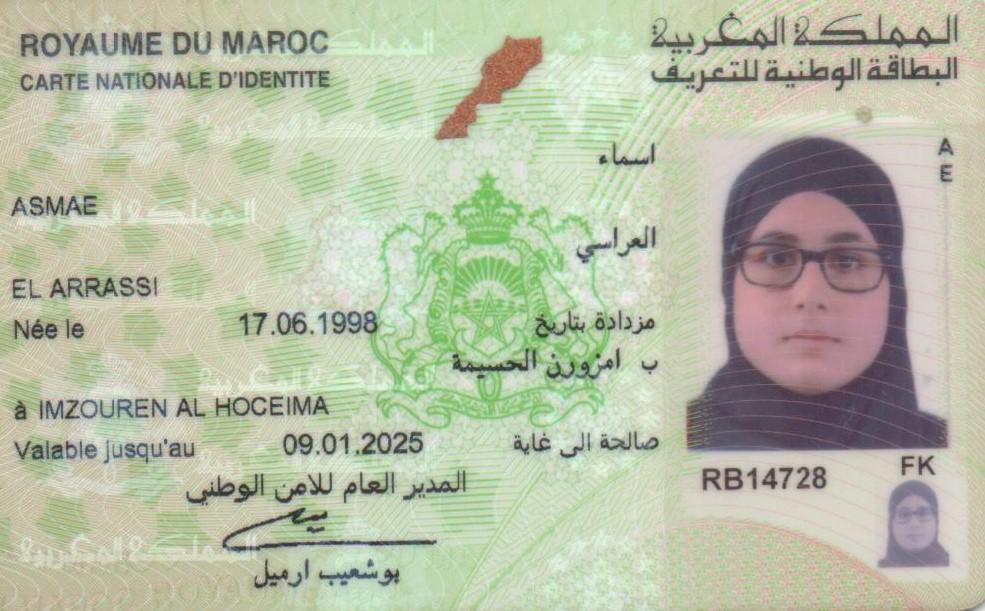 ROYAUME DU MAROC
المملكة المغربية
CARTE NATIONALE D'IDENTITE
البطاقة الوطنية للتعريف
اسماء
ASMAE
العراسي
EL ARRASSI
Née le 17.06.1998 مزدادة بتاريخ
ب امزورن الحسيمة
à IMZOUREN AL HOCEIMA
Valable jusqu'au 09.01.2025 صالحة الى غاية
المدير العام للامن الوطني
بوشعيب ارميل
A
E
RB14728
FK